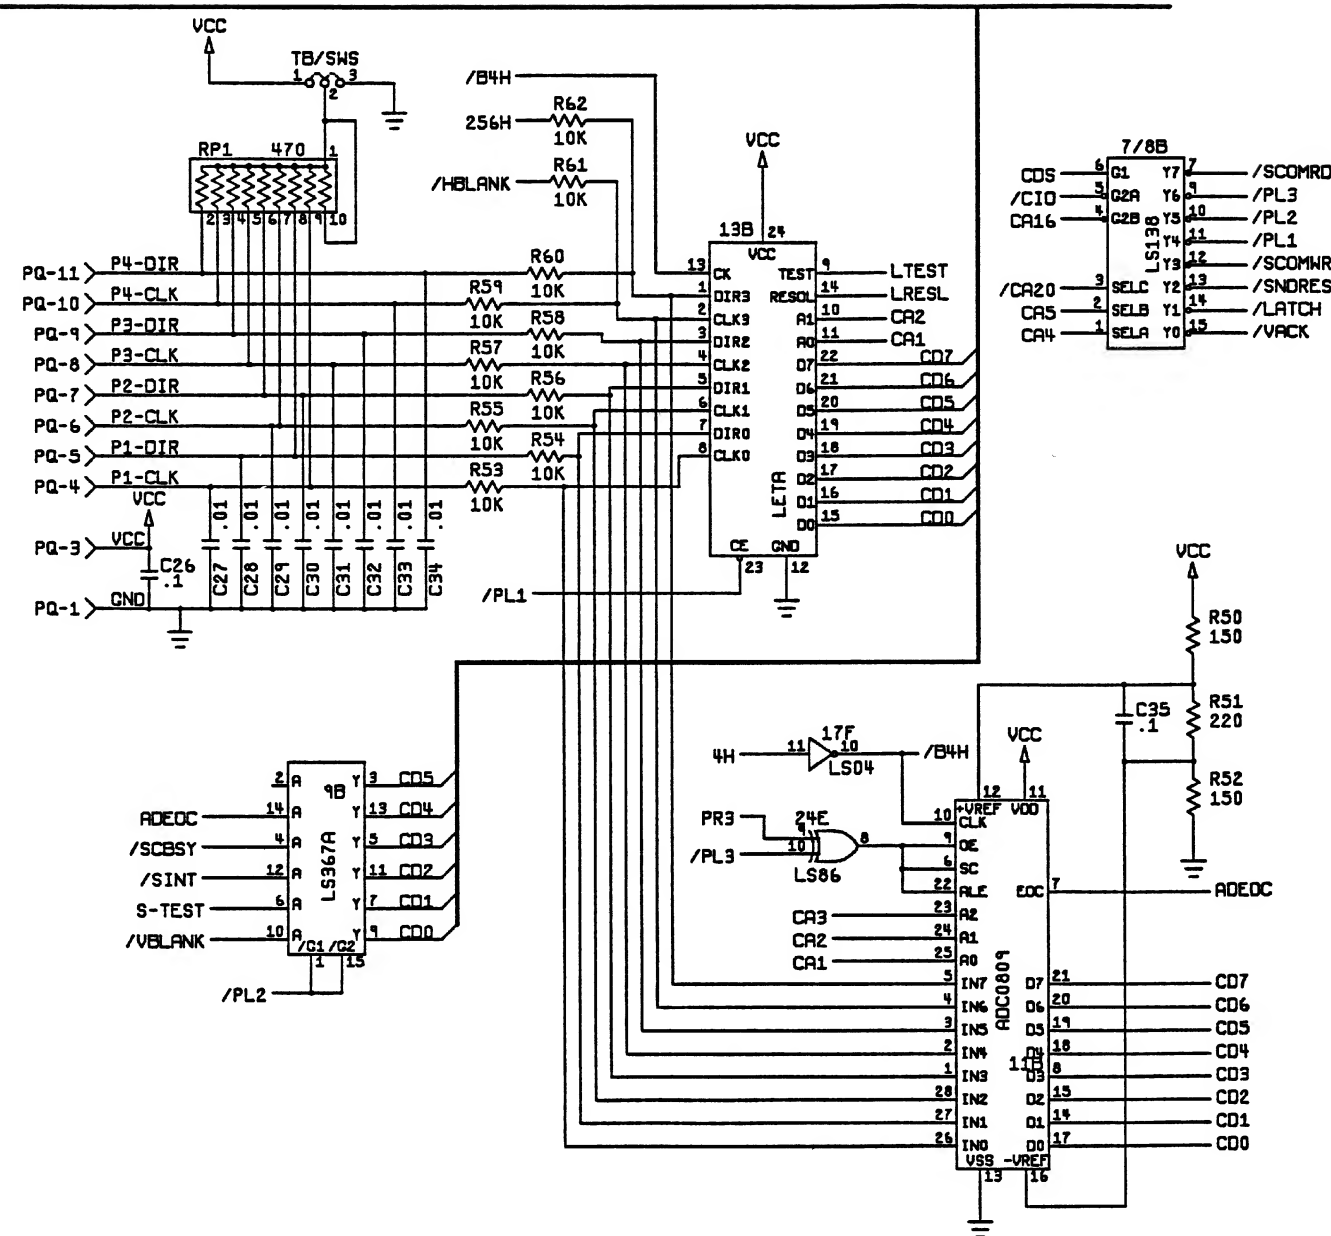 VCC
TB/SWS
1 3
2
RP1 470 1
2 3 4 5 6 7 8 9 10
/B4H
256H
R62
10K
/HBLANK
R61
10K
PQ-11 P4-DIR
R60
10K
PQ-10 P4-CLK
R59
10K
PQ-9 P3-DIR
R58
10K
PQ-8 P3-CLK
R57
10K
PQ-7 P2-DIR
R56
10K
PQ-6 P2-CLK
R55
10K
PQ-5 P1-DIR
R54
10K
PQ-4 P1-CLK
R53
10K
VCC
PQ-3 VCC
C26
.1
PQ-1 GND
.01 .01 .01 .01 .01 .01 .01 .01
C27 C28 C29 C30 C31 C32 C33 C34
VCC
13B 24
VCC
13 CK TEST 9 LTEST
1 DIR3 RESOL 14 LRESL
2 CLK3 A1 10 CA2
3 DIR2 A0 11 CA1
4 CLK2 D7 22 CD7
5 DIR1 D6 21 CD6
6 CLK1 D5 20 CD5
7 DIR0 D4 19 CD4
8 CLK0 D3 18 CD3
D2 17 CD2
D1 16 CD1
D0 15 CD0
LETA
CE GND
23 12
/PL1
7/8B
CDS 6 G1 Y7 7 /SCOMRD
/CIO 5 G2A Y6 9 /PL3
CA16 4 G2B Y5 10 /PL2
Y4 11 /PL1
Y3 12 /SCOMWR
/CA20 3 SELC Y2 13 /SNDRES
CA5 2 SELB Y1 14 /LATCH
CA4 1 SELA Y0 15 /VACK
LS138
VCC
R50
150
R51
220
C35
.1
R52
150
9B
2 A Y 3 CD5
ADEOC 14 A Y 13 CD4
/SCBSY 4 A Y 5 CD3
/SINT 12 A Y 11 CD2
S-TEST 6 A Y 7 CD1
/VBLANK 10 A Y 9 CD0
LS367A
/G1 /G2
1 15
/PL2
17F
4H 11 10 /B4H
LS04
PR3 24E
9 8
/PL3 10
LS86
VCC
12 11
+VREF VDD
10 CLK
9 OE
6 SC
22 ALE EOC 7 ADEOC
CA3 23 A2
CA2 24 A1
CA1 25 A0
5 IN7 D7 21 CD7
4 IN6 D6 20 CD6
3 IN5 D5 19 CD5
2 IN4 D4 18 CD4
1 IN3 D3 8 CD3
28 IN2 D2 15 CD2
27 IN1 D1 14 CD1
26 IN0 D0 17 CD0
ADC0809
11B
VSS -VREF
13 16